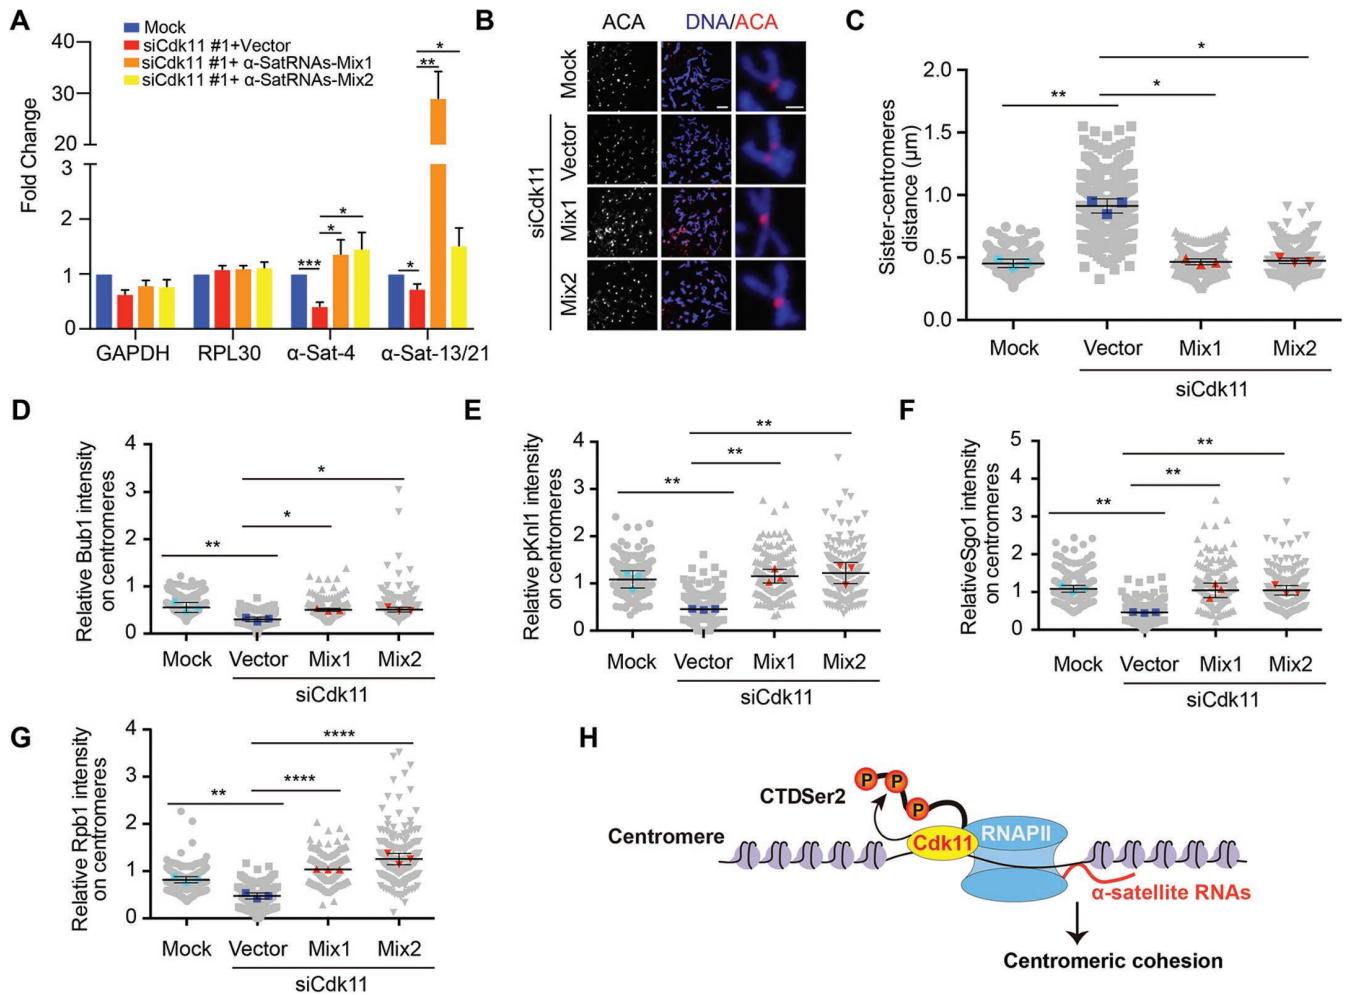 A
Fold Change
40
30
20
3
2
1
0
Mock
siCdk11 #1+Vector
siCdk11 #1+ α-SatRNAs-Mix1
siCdk11 #1+ α-SatRNAs-Mix2
*
**
*
*
***
*
GAPDH RPL30 α-Sat-4 α-Sat-13/21
B
ACA DNA/ACA
Mock
Vector
Mix1
Mix2
siCdk11
C
Sister-centromeres
distance (μm)
2.0
1.5
1.0
0.5
0.0
*
**
*
Mock Vector Mix1 Mix2
siCdk11
D
Relative Bub1 intensity
on centromeres
4
3
2
1
0
*
*
**
Mock Vector Mix1 Mix2
siCdk11
E
Relative pKnl1 intensity
on centromeres
4
3
2
1
0
**
**
**
Mock Vector Mix1 Mix2
siCdk11
F
RelativeSgo1 intensity
on centromeres
5
4
3
2
1
0
**
**
**
Mock Vector Mix1 Mix2
siCdk11
G
Relative Rpb1 intensity
on centromeres
4
3
2
1
0
****
****
**
Mock Vector Mix1 Mix2
siCdk11
H
CTDSer2
P
P
P
Centromere
Cdk11
RNAPII
α-satellite RNAs
Centromeric cohesion